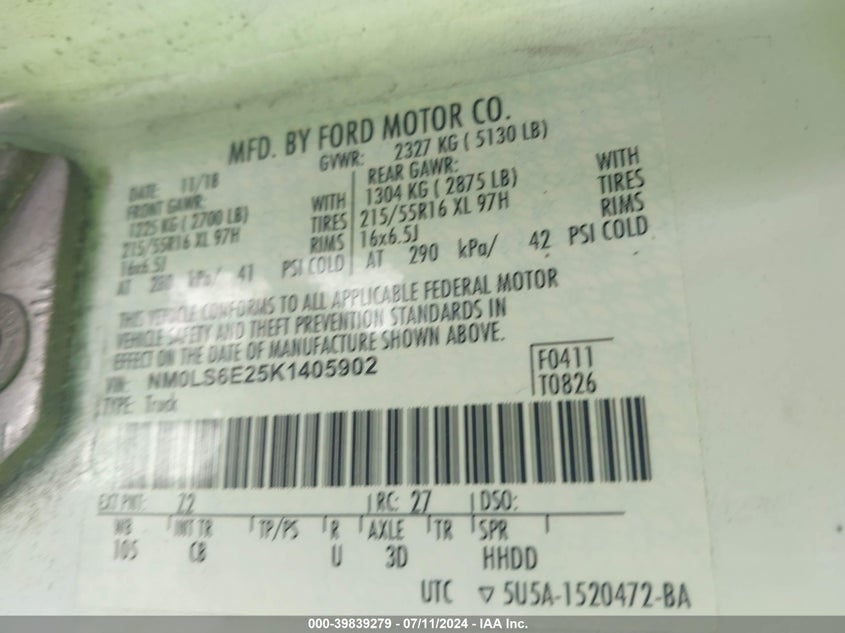 MFD. BY FORD MOTOR CO.
DATE: 11/18 GVWR: 2327 KG ( 5130 LB)
FRONT GAWR: REAR GAWR:
1225 KG ( 2700 LB) WITH 1304 KG ( 2875 LB) WITH
215/55R16 XL 97H TIRES 215/55R16 XL 97H TIRES
16x6.5J RIMS 16x6.5J RIMS
AT 280 kPa/ 41 PSI COLD AT 290 kPa/ 42 PSI COLD
THIS VEHICLE CONFORMS TO ALL APPLICABLE FEDERAL MOTOR
VEHICLE SAFETY AND THEFT PREVENTION STANDARDS IN
EFFECT ON THE DATE OF MANUFACTURE SHOWN ABOVE.
VIN: NM0LS6E25K1405902 F0411
TYPE: Truck T0826
EXT PNT: Z2 RC: 27 DSO:
WB INT TR TP/PS R AXLE TR SPR
105 CB U 3D HHDD
UTC ▽ 5U5A-1520472-BA
000-39839279 - 07/11/2024 - IAA Inc.